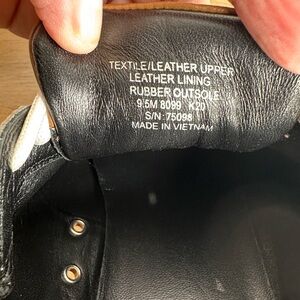 TEXTILE/LEATHER UPPER
LEATHER LINING
RUBBER OUTSOLE
9.5M 8099 K20
S/N: 75098
MADE IN VIETNAM